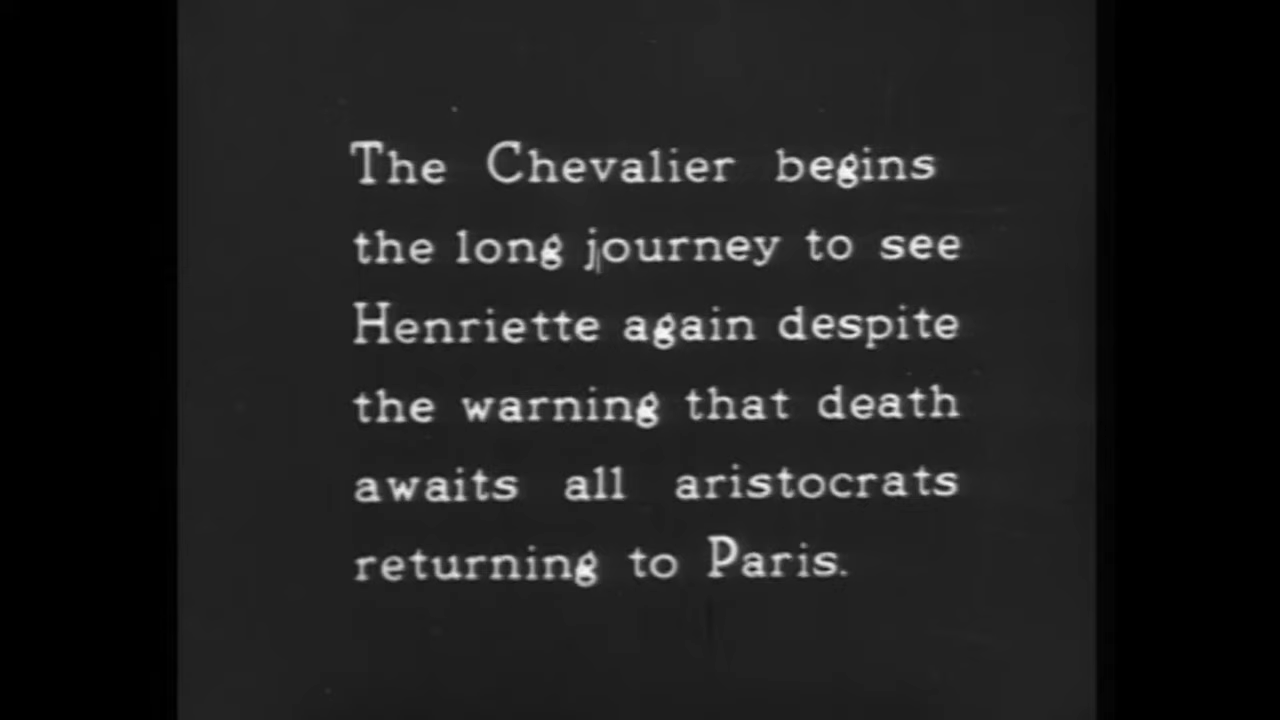 The Chevalier begins
the long journey to see
Henriette again despite
the warning that death
awaits all aristocrats
returning to Paris.